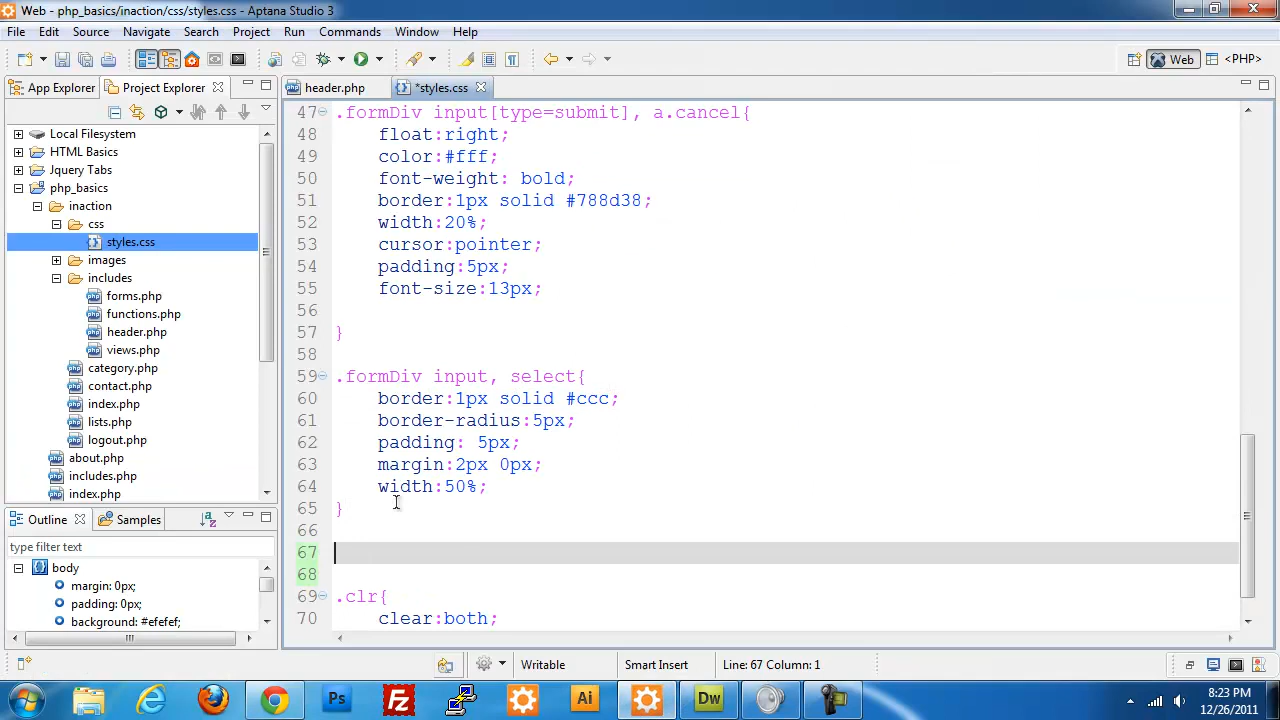 Web - php_basics/inaction/css/styles.css - Aptana Studio 3
File Edit Source Navigate Search Project Run Commands Window Help
Web <PHP>
App Explorer Project Explorer
header.php *styles.css
Local Filesystem
HTML Basics
Jquery Tabs
php_basics
inaction
css
styles.css
images
includes
forms.php
functions.php
header.php
views.php
category.php
contact.php
index.php
lists.php
logout.php
about.php
includes.php
index.php
47 .formDiv input[type=submit], a.cancel{
48 float:right;
49 color:#fff;
50 font-weight: bold;
51 border:1px solid #788d38;
52 width:20%;
53 cursor:pointer;
54 padding:5px;
55 font-size:13px;
56
57 }
58
59 .formDiv input, select{
60 border:1px solid #ccc;
61 border-radius:5px;
62 padding: 5px;
63 margin:2px 0px;
64 width:50%;
65 }
66
67
68
69 .clr{
70 clear:both;
Outline Samples
type filter text
body
margin: 0px;
padding: 0px;
background: #efefef;
Writable Smart Insert Line: 67 Column: 1
Ps Fz Ai Dw
8:23 PM
12/26/2011